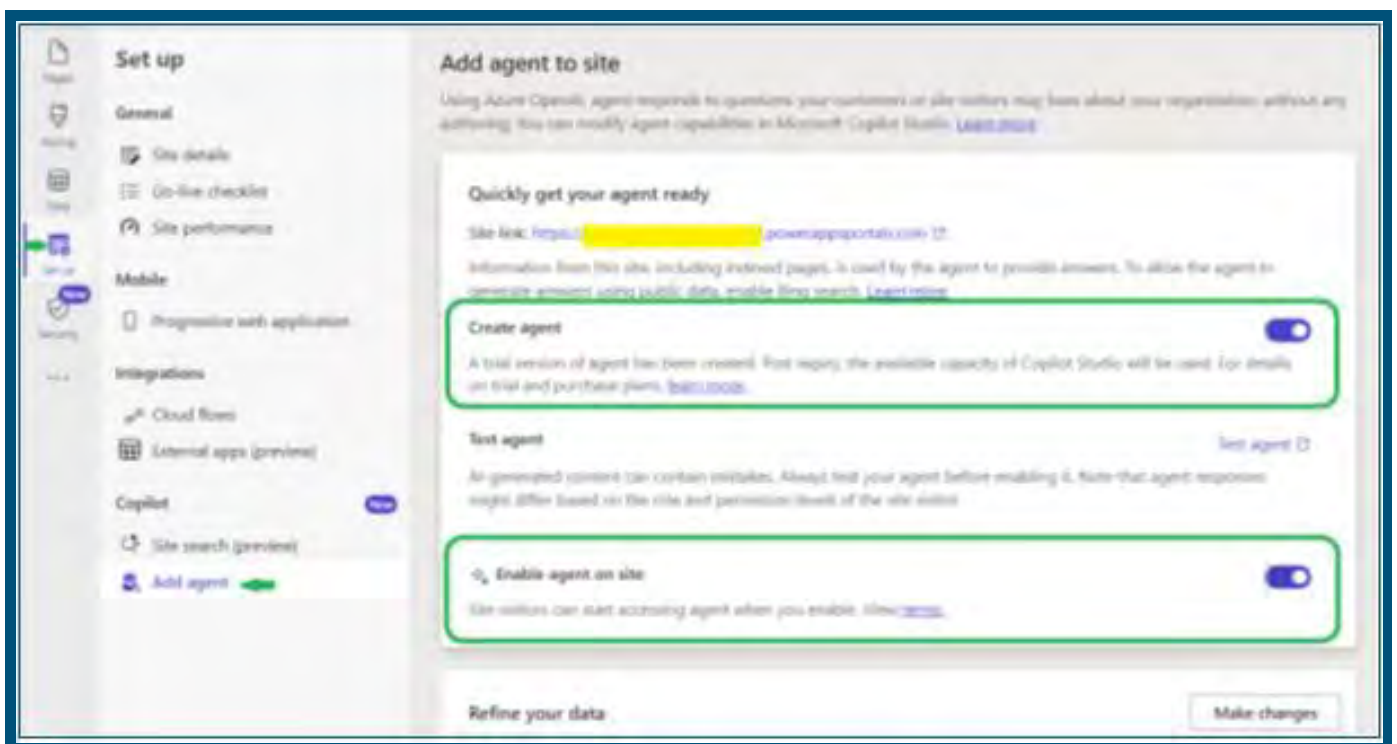 Pages
Styling
Data
Set up
New
Security
Set up
General
Site details
Go-live checklist
Site performance
Mobile
Progressive web application
Integrations
Cloud flows
External apps (preview)
Copilot
New
Site search (preview)
Add agent
Add agent to site
Using Azure OpenAI, agent responds to questions your customers or site visitors may have about your organization, without any
authoring. You can modify agent capabilities in Microsoft Copilot Studio. Learn more
Quickly get your agent ready
Site link: https:// .powerappsportals.com
Information from this site, including indexed pages, is used by the agent to provide answers. To allow the agent to
generate answers using public data, enable Bing search. Learn more
Create agent
A trial version of agent has been created. Post expiry, the available capacity of Copilot Studio will be used. For details
on trial and purchase plans, learn more.
Test agent
Test agent
AI-generated content can contain mistakes. Always test your agent before enabling it. Note that agent responses
might differ based on the role and permission levels of the site visitor.
Enable agent on site
Site visitors can start accessing agent when you enable. View terms.
Refine your data
Make changes